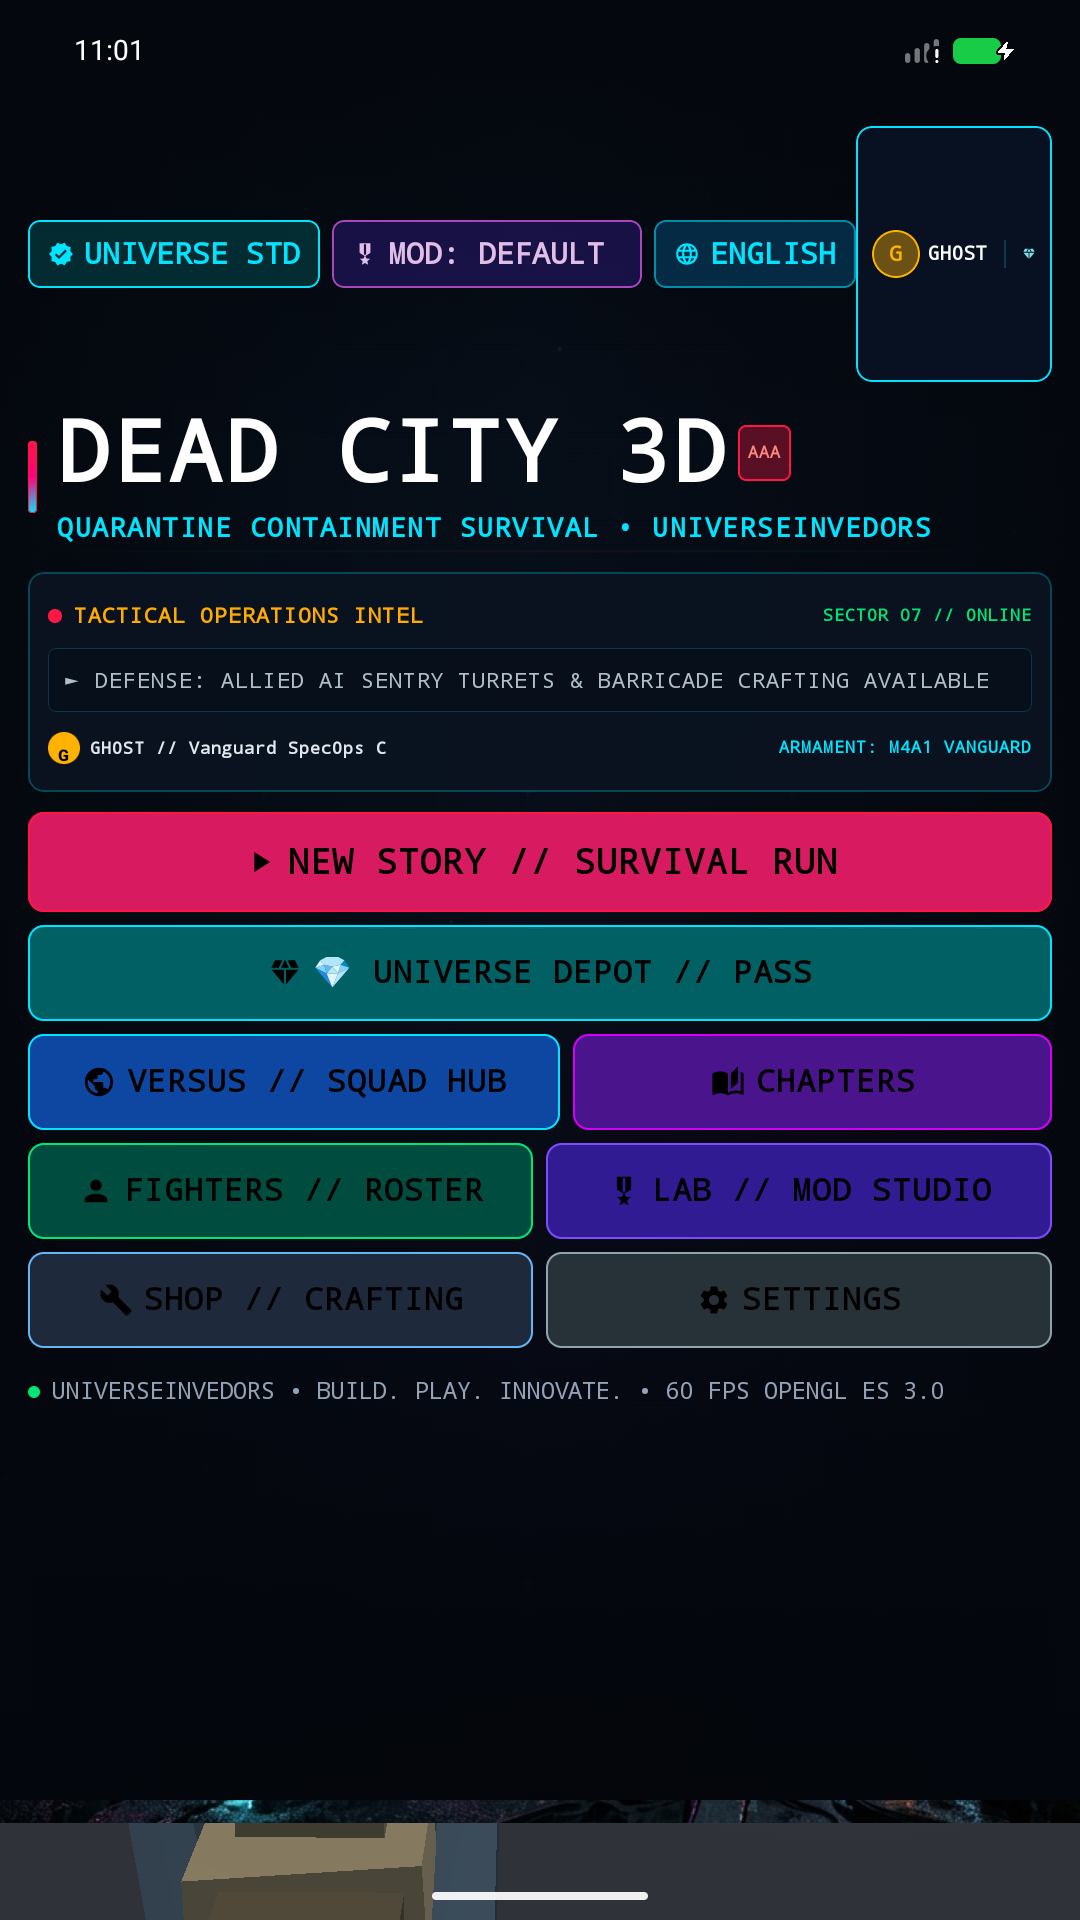 11:01
UNIVERSE STD
MOD: DEFAULT
ENGLISH
G GHOST
DEAD CITY 3D AAA
QUARANTINE CONTAINMENT SURVIVAL • UNIVERSEINVEDORS
TACTICAL OPERATIONS INTEL
SECTOR 07 // ONLINE
► DEFENSE: ALLIED AI SENTRY TURRETS & BARRICADE CRAFTING AVAILABLE
G GHOST // Vanguard SpecOps C
ARMAMENT: M4A1 VANGUARD
NEW STORY // SURVIVAL RUN
💎 UNIVERSE DEPOT // PASS
VERSUS // SQUAD HUB
CHAPTERS
FIGHTERS // ROSTER
LAB // MOD STUDIO
SHOP // CRAFTING
SETTINGS
UNIVERSEINVEDORS • BUILD. PLAY. INNOVATE. • 60 FPS OPENGL ES 3.0